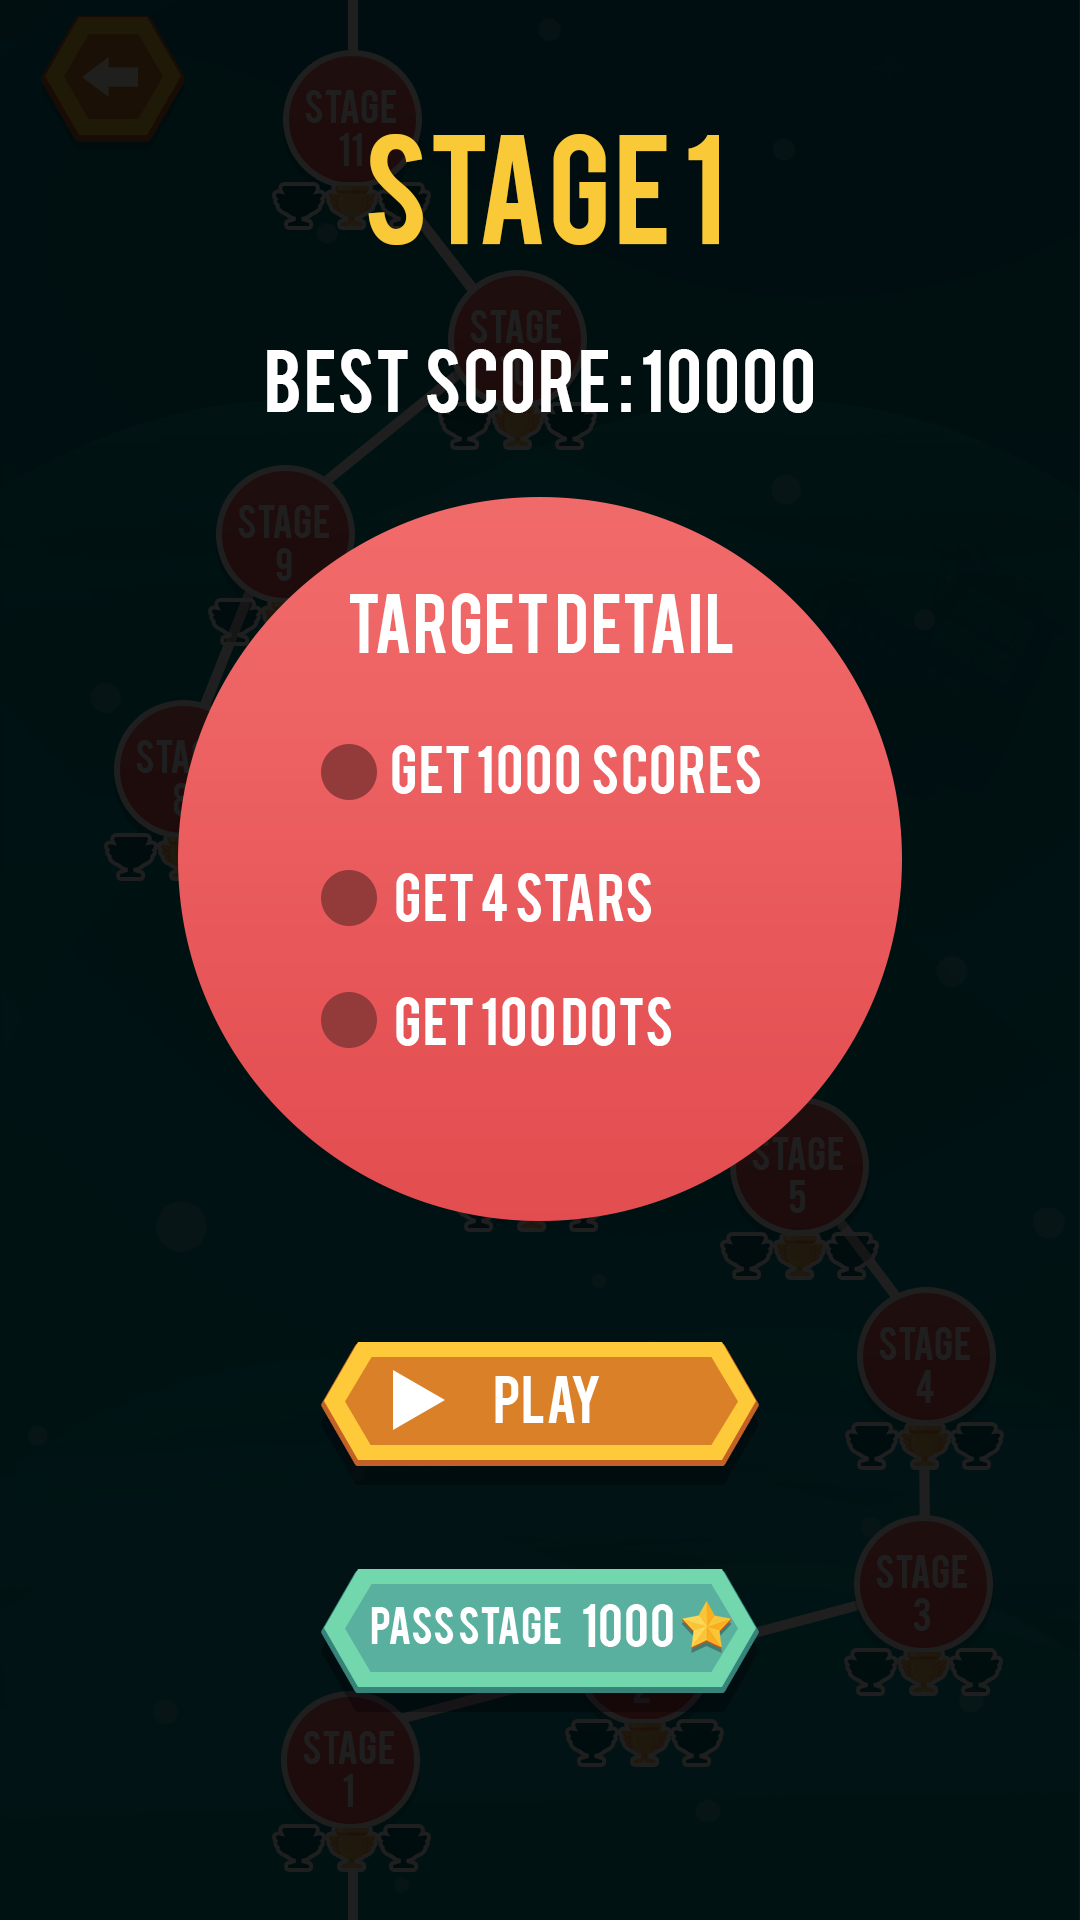 STAGE
11
STAGE 1
STAGE
BEST SCORE:10000
STAGE
9
TARGET DETAIL
STA
8
GET 1000 SCORES
GET 4 STARS
GET 100 DOTS
STAGE
5
STAGE
4
PLAY
STAGE
3
PASS STAGE 1000
2
STAGE
1